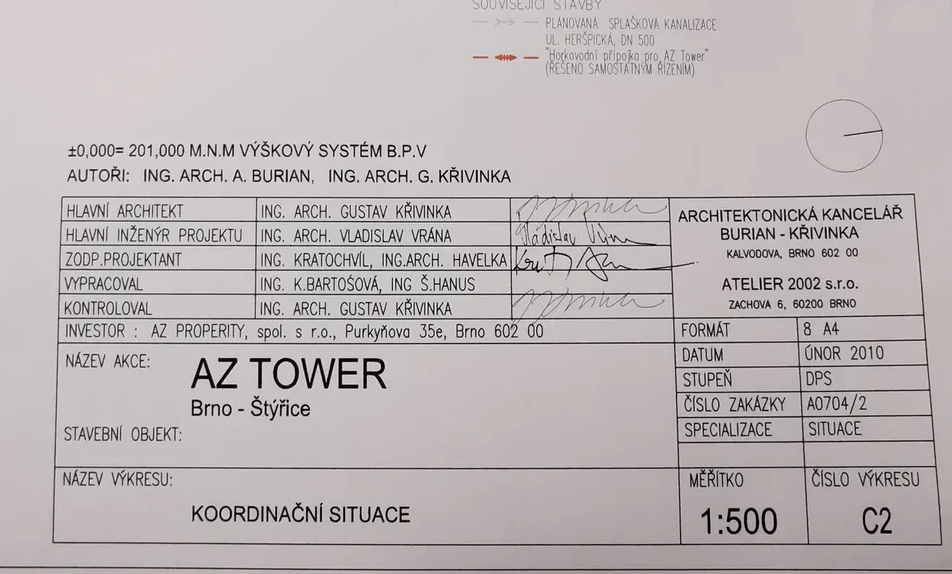 SOUVISEJÍCÍ STAVBY
PLÁNOVANÁ SPLAŠKOVÁ KANALIZACE
UL. HERŠPICKÁ, DN 500
"Horkovodní přípojka pro AZ Tower"
(ŘEŠENO SAMOSTATNÝM ŘÍZENÍM)
±0,000= 201,000 M.N.M VÝŠKOVÝ SYSTÉM B.P.V
AUTOŘI: ING. ARCH. A. BURIAN, ING. ARCH. G. KŘIVINKA
HLAVNÍ ARCHITEKT ING. ARCH. GUSTAV KŘIVINKA
HLAVNÍ INŽENÝR PROJEKTU ING. ARCH. VLADISLAV VRÁNA Vladislav
ZODP.PROJEKTANT ING. KRATOCHVÍL, ING.ARCH. HAVELKA
VYPRACOVAL ING. K.BARTOŠOVÁ, ING Š.HANUS
KONTROLOVAL ING. ARCH. GUSTAV KŘIVINKA
INVESTOR : AZ PROPERITY, spol. s r.o., Purkyňova 35e, Brno 602 00
ARCHITEKTONICKÁ KANCELÁŘ
BURIAN - KŘIVINKA
KALVODOVA, BRNO 602 00
ATELIER 2002 s.r.o.
ZACHOVA 6, 60200 BRNO
NÁZEV AKCE:
AZ TOWER
Brno - Štýřice
STAVEBNÍ OBJEKT:
FORMÁT 8 A4
DATUM ÚNOR 2010
STUPEŇ DPS
ČÍSLO ZAKÁZKY A0704/2
SPECIALIZACE SITUACE
NÁZEV VÝKRESU:
KOORDINAČNÍ SITUACE
MĚŘÍTKO
1:500
ČÍSLO VÝKRESU
C2